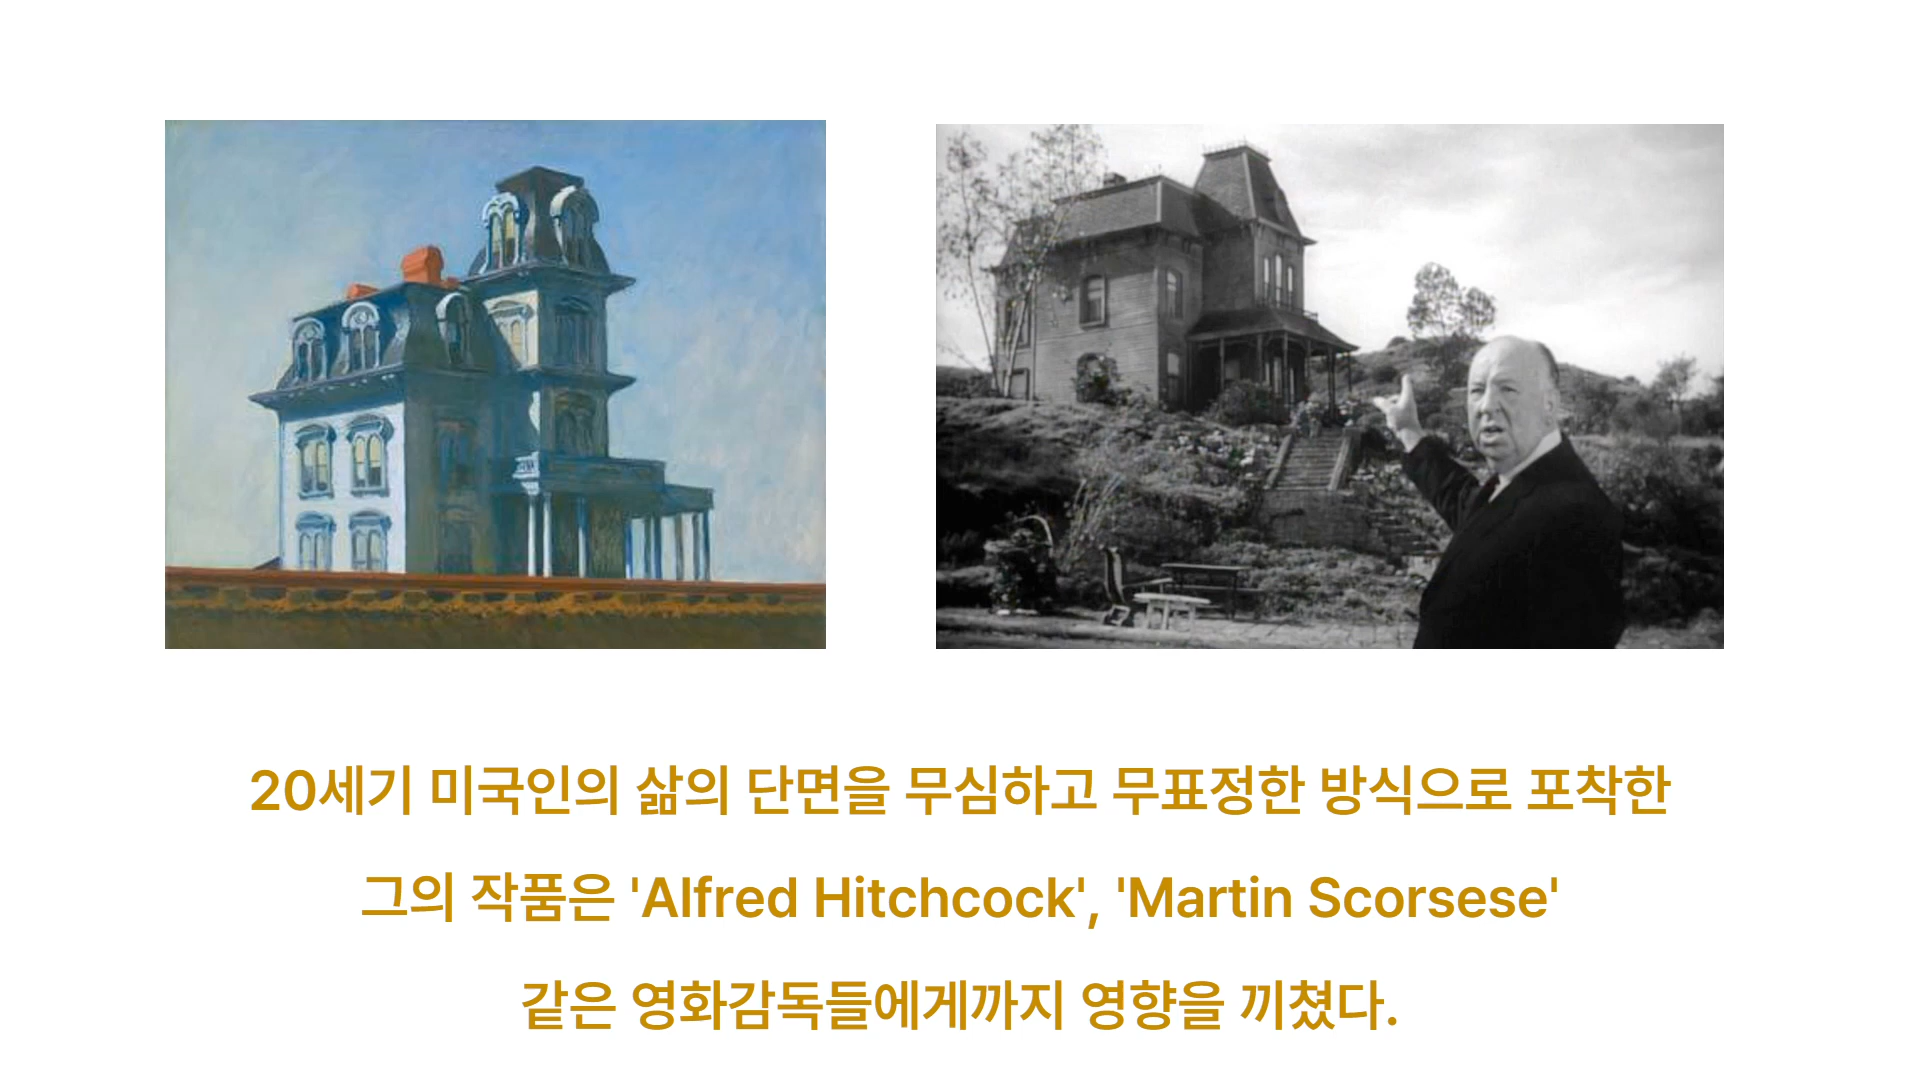 20세기 미국인의 삶의 단면을 무심하고 무표정한 방식으로 포착한
그의 작품은 'Alfred Hitchcock', 'Martin Scorsese'
같은 영화감독들에게까지 영향을 끼쳤다.